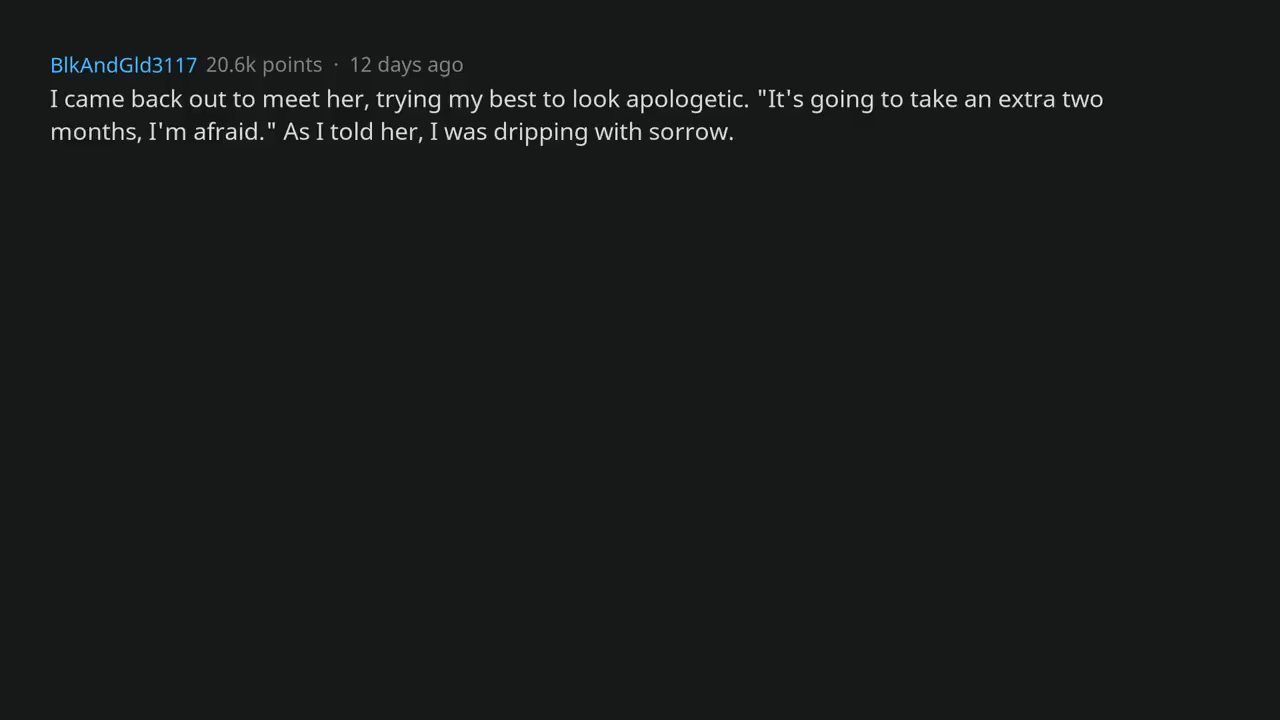 BlkAndGld3117 20.6k points · 12 days ago
I came back out to meet her, trying my best to look apologetic. "It's going to take an extra two
months, I'm afraid." As I told her, I was dripping with sorrow.